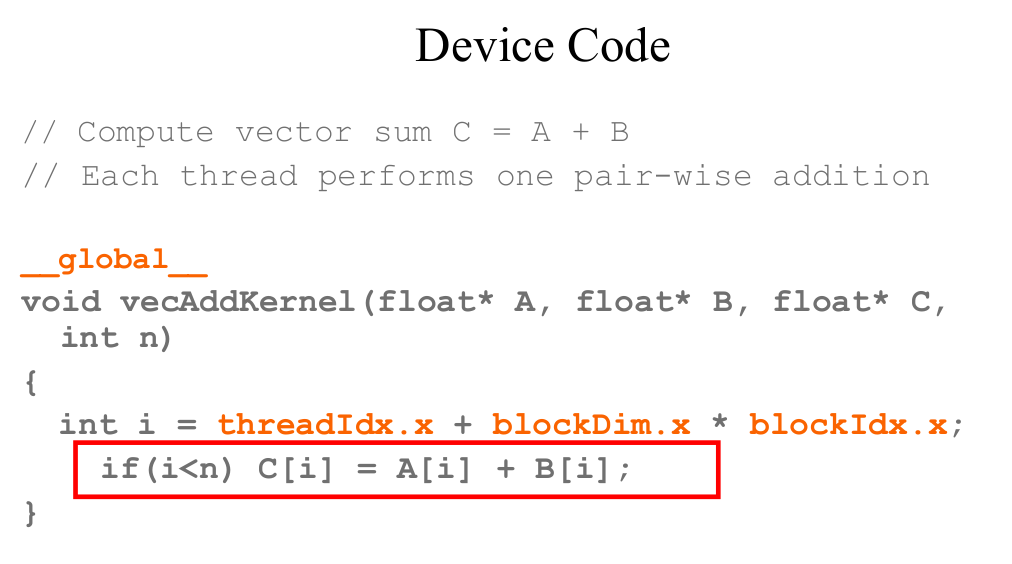 Device Code
// Compute vector sum C = A + B
// Each thread performs one pair-wise addition
__global__
void vecAddKernel(float* A, float* B, float* C,
int n)
{
int i = threadIdx.x + blockDim.x * blockIdx.x;
if(i<n) C[i] = A[i] + B[i];
}